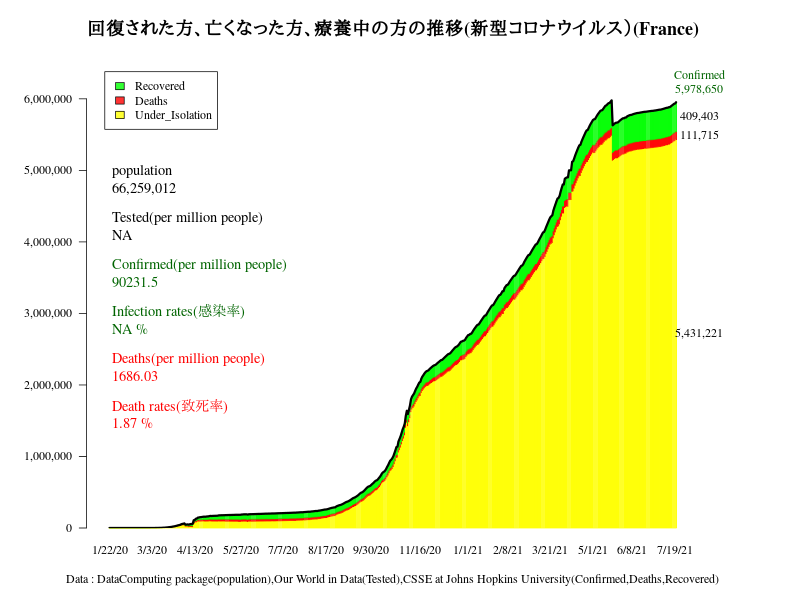 回復された方、亡くなった方、療養中の方の推移(新型コロナウイルス）(France)
Recovered
Deaths
Under_Isolation
Confirmed
5,978,650
409,403
111,715
5,431,221
population
66,259,012
Tested(per million people)
NA
Confirmed(per million people)
90231.5
Infection rates(感染率)
NA %
Deaths(per million people)
1686.03
Death rates(致死率)
1.87 %
6,000,000
5,000,000
4,000,000
3,000,000
2,000,000
1,000,000
0
1/22/20 3/3/20 4/13/20 5/27/20 7/7/20 8/17/20 9/30/20 11/16/20 1/1/21 2/8/21 3/21/21 5/1/21 6/8/21 7/19/21
Data : DataComputing package(population),Our World in Data(Tested),CSSE at Johns Hopkins University(Confirmed,Deaths,Recovered)